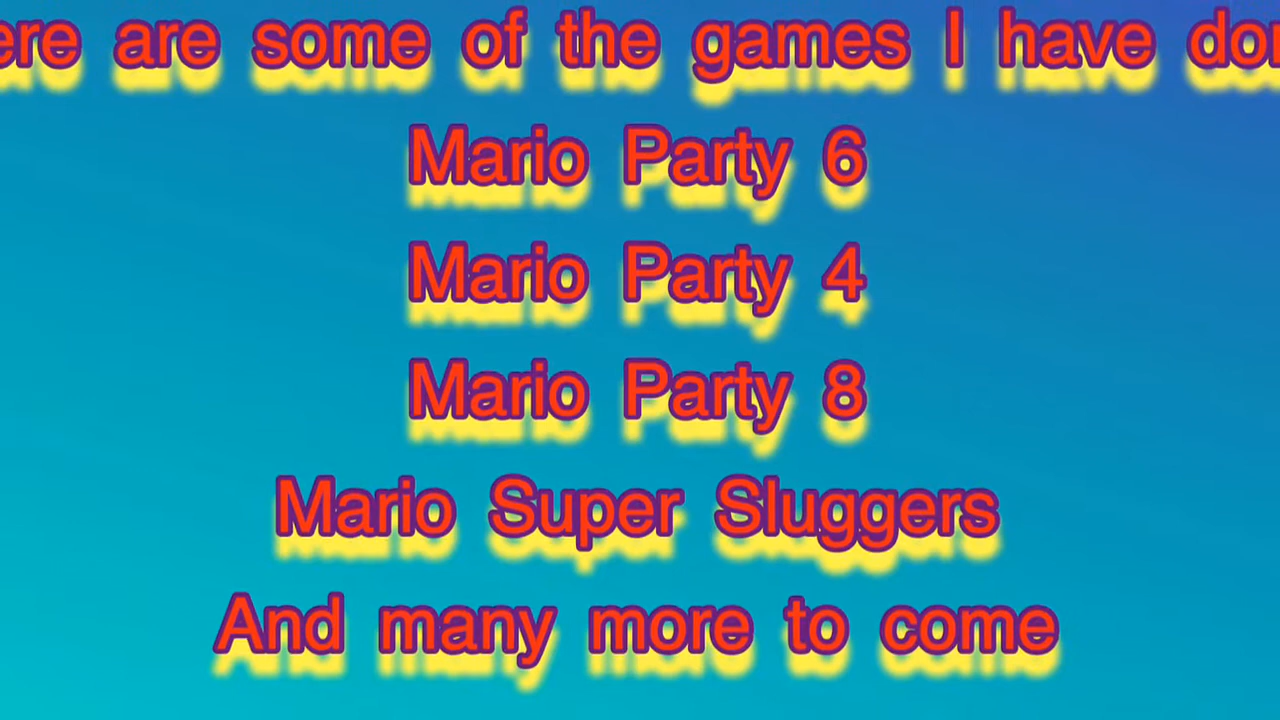 ere are some of the games I have don
Mario Party 6
Mario Party 4
Mario Party 8
Mario Super Sluggers
And many more to come